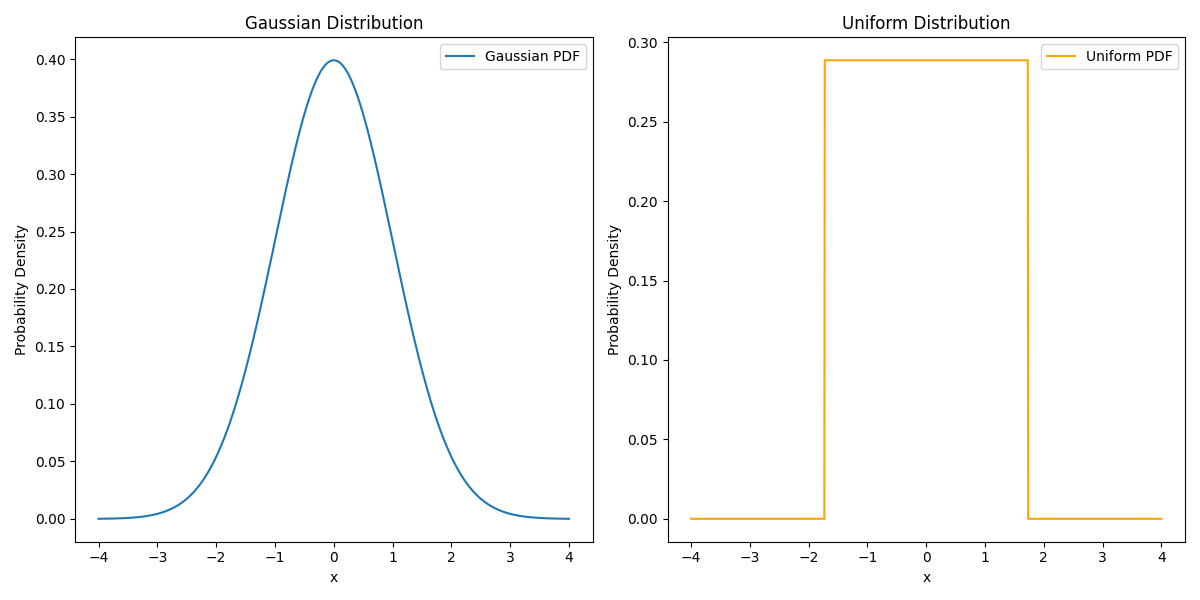 Gaussian Distribution
Gaussian PDF
0.40
0.35
0.30
0.25
0.20
0.15
0.10
0.05
0.00
Probability Density
−4 −3 −2 −1 0 1 2 3 4
x
Uniform Distribution
Uniform PDF
0.30
0.25
0.20
0.15
0.10
0.05
0.00
Probability Density
−4 −3 −2 −1 0 1 2 3 4
x